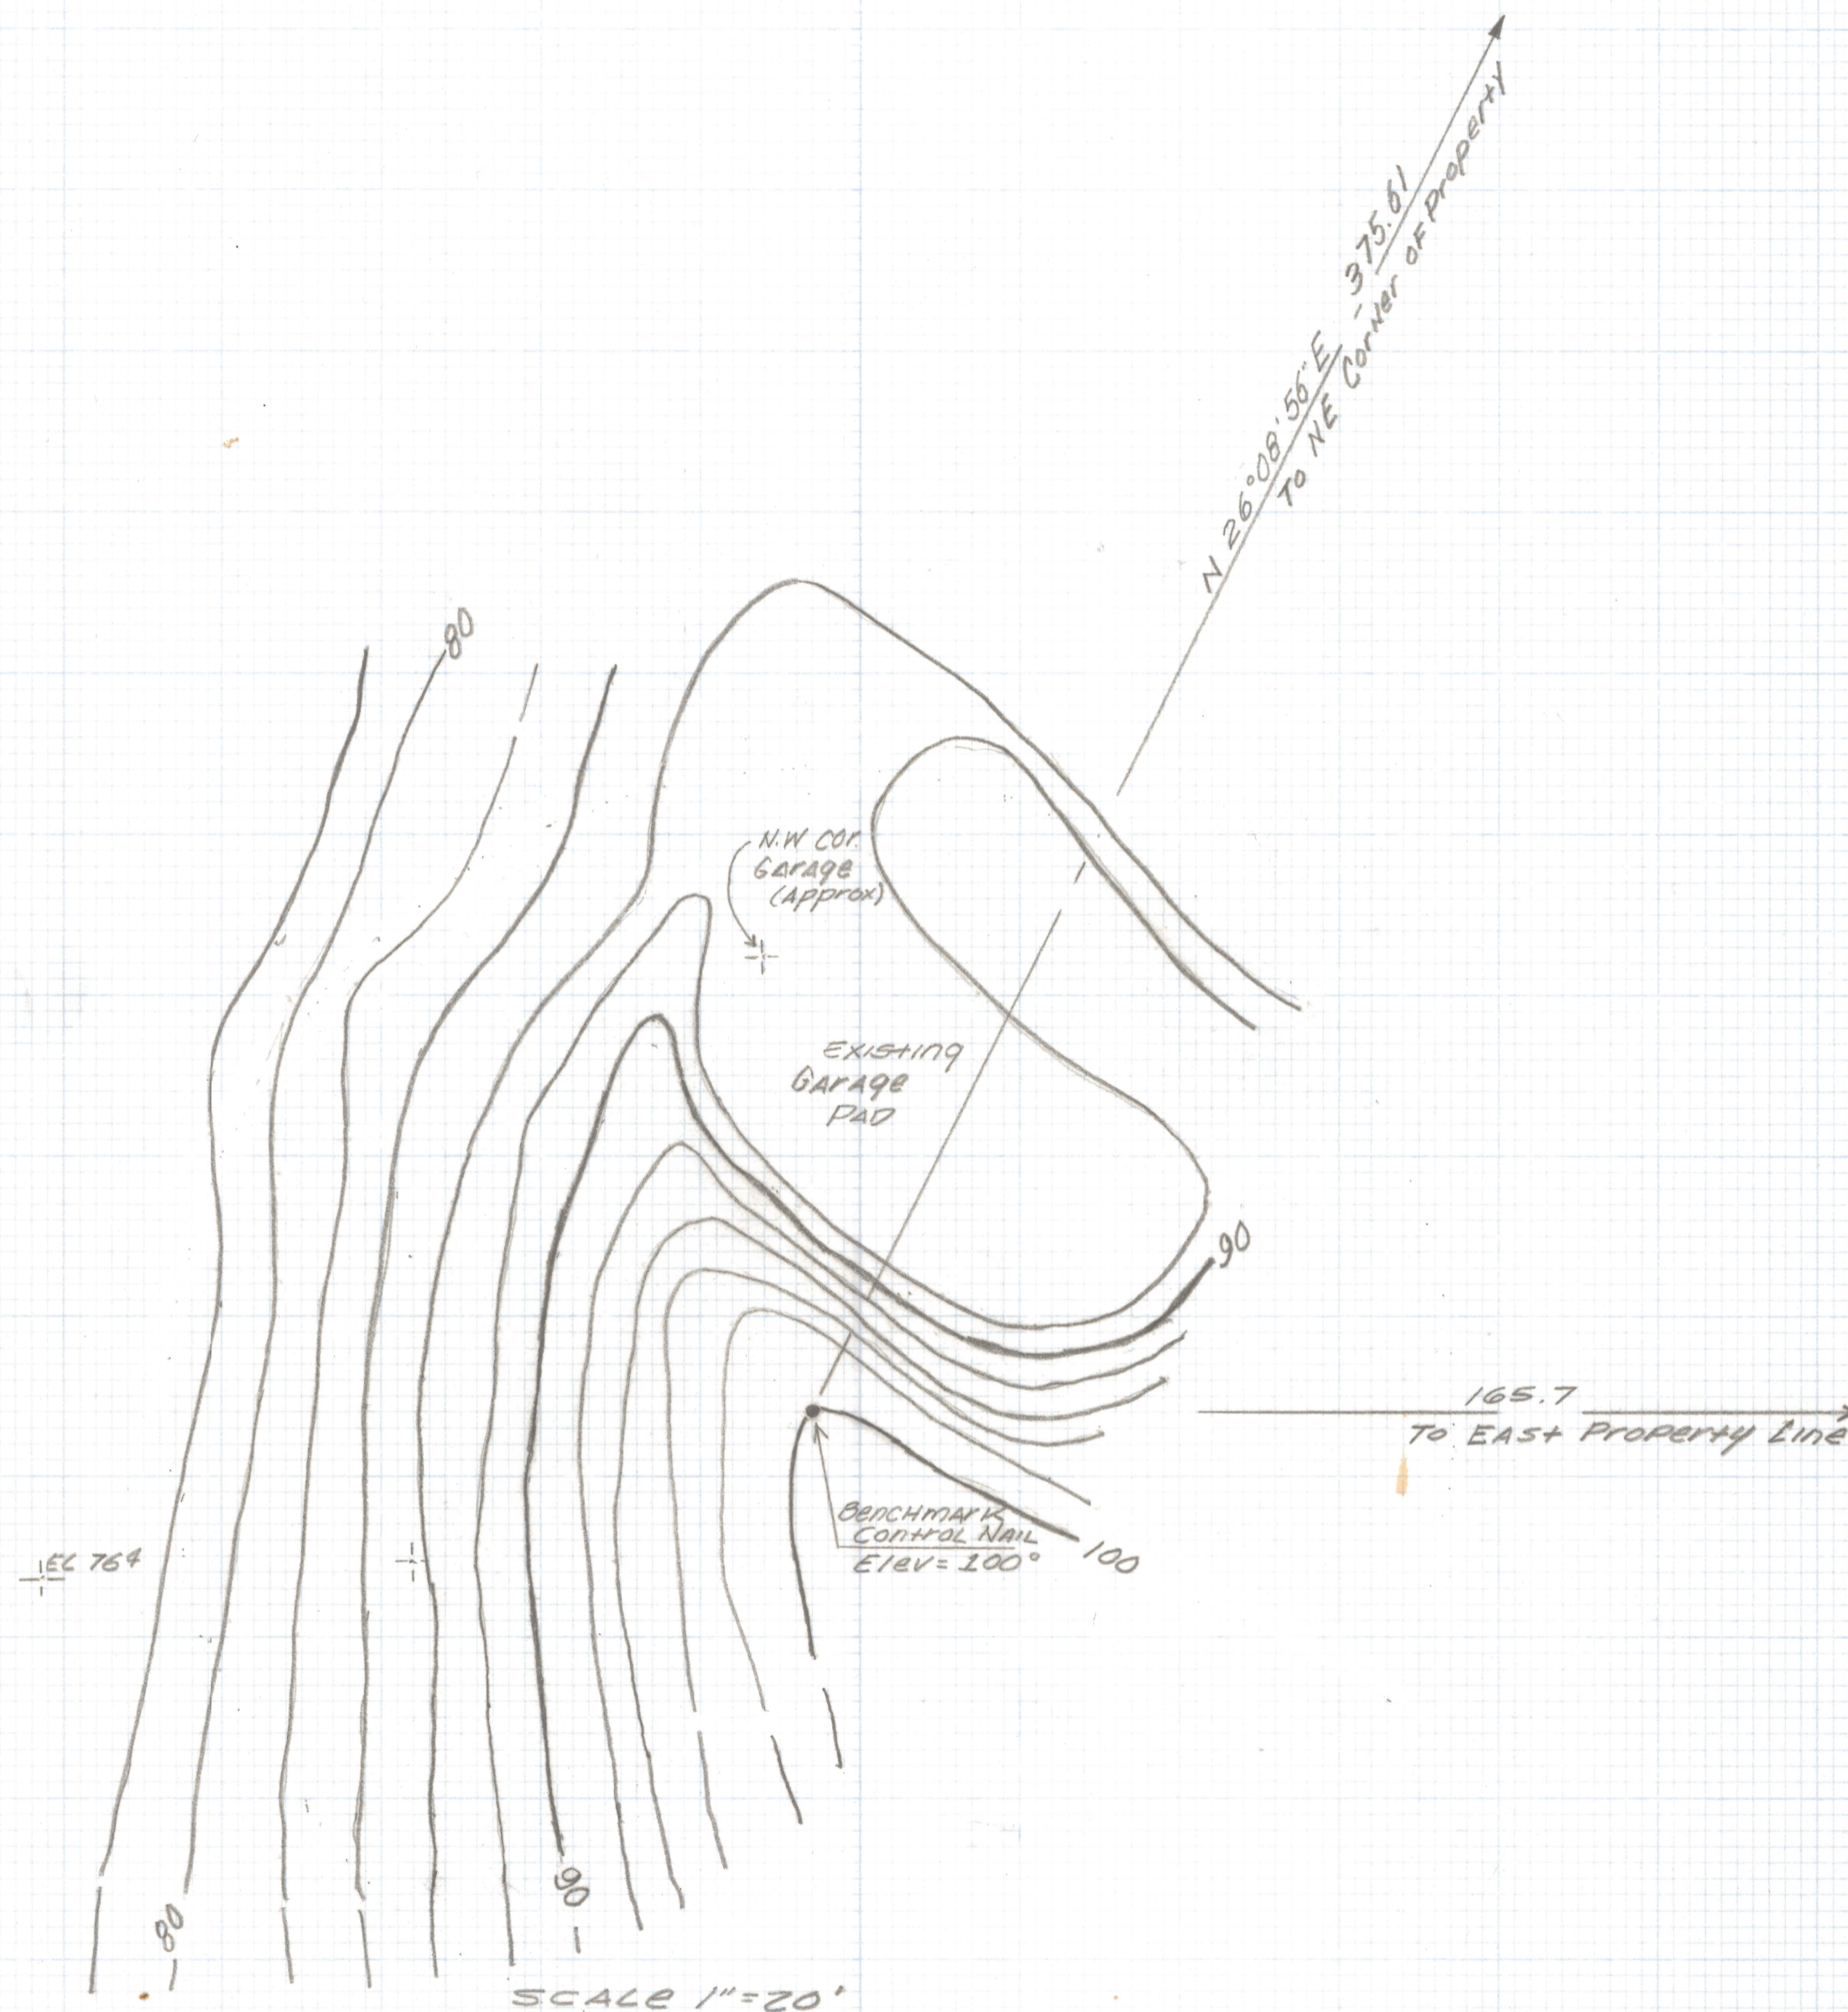 N 26°08'56" E - 375.61
To NE Corner OF Property
80
N.W Cor.
Garage
(Approx)
Existing
Garage
PAD
90
165.7
To EAST Property Line
Benchmark
Control Nail
Elev = 100°
100
EL 76⁴
90
80
SCALE 1"=20'